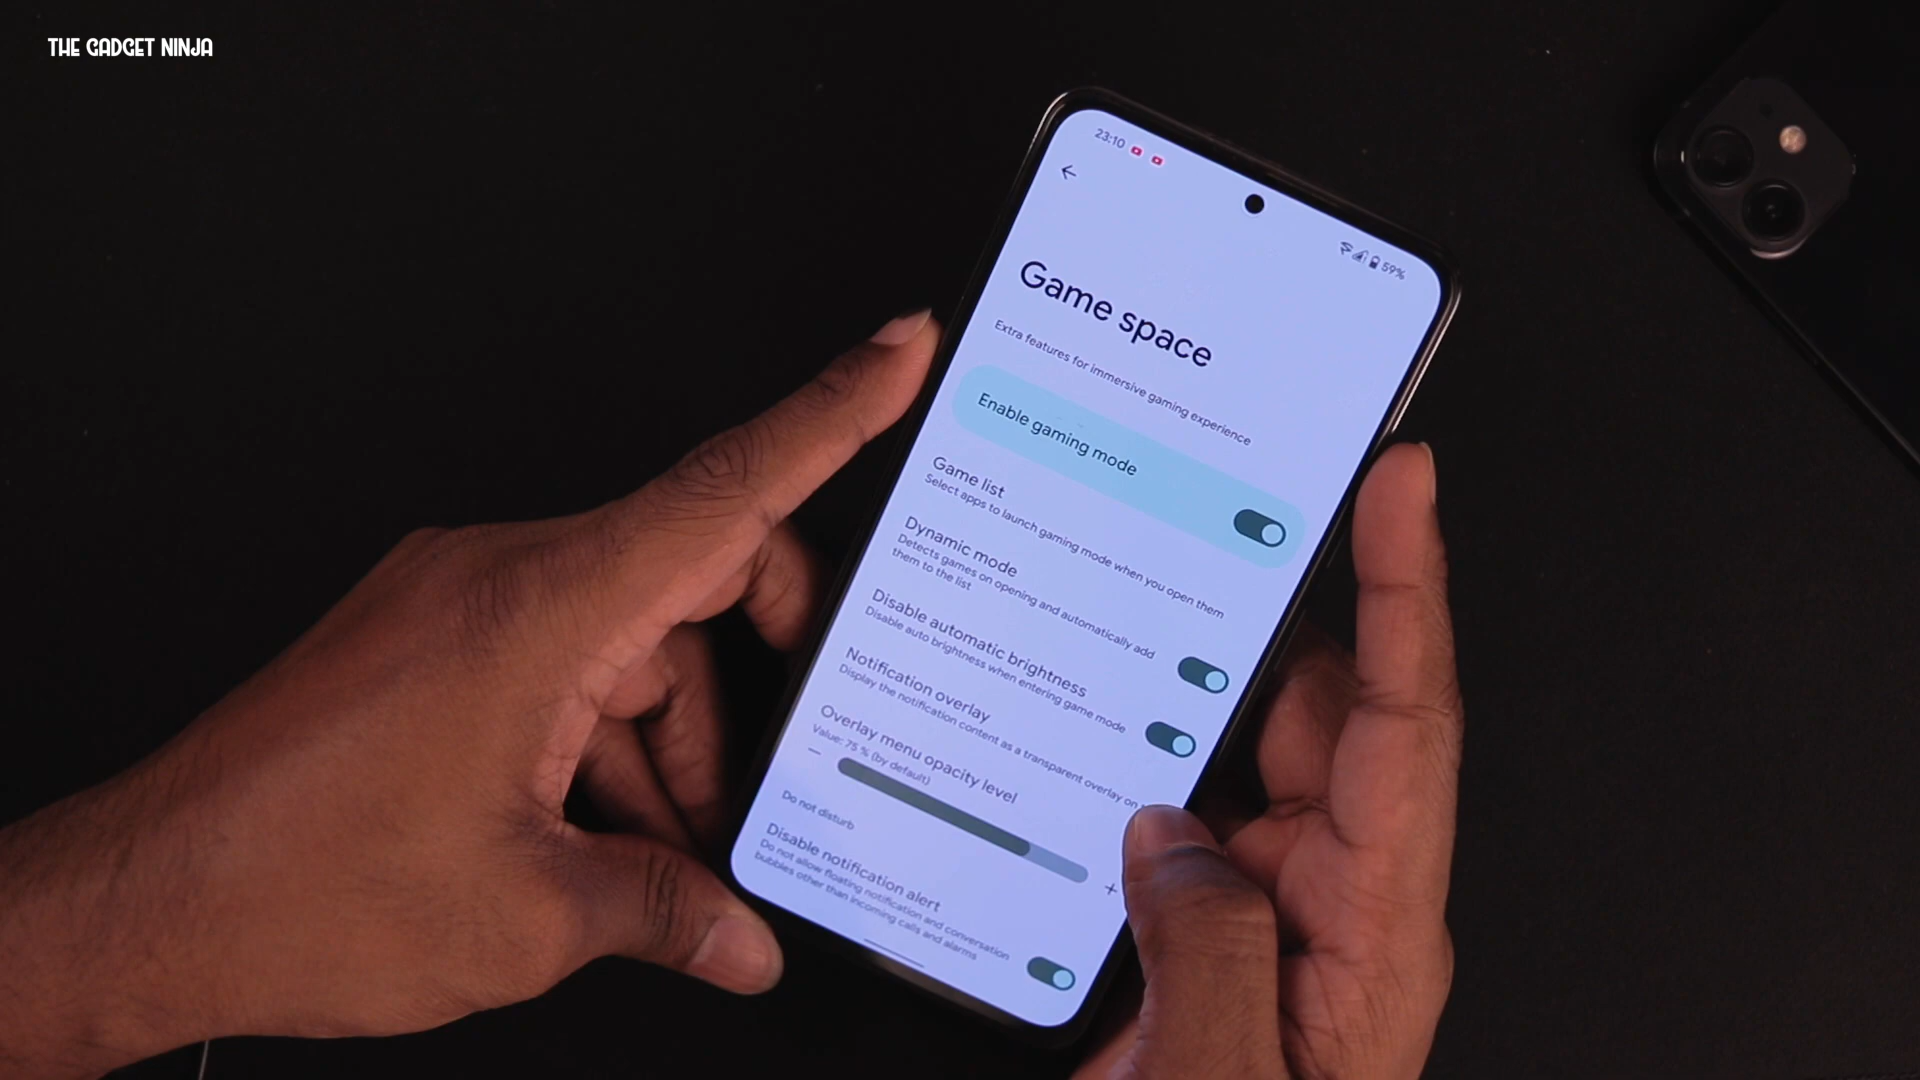 THE GADGET NINJA
23:10
59%
Game space
Extra features for immersive gaming experience
Enable gaming mode
Game list
Select apps to launch gaming mode when you open them
Dynamic mode
Detects games on opening and automatically add
them to the list
Disable automatic brightness
Disable auto brightness when entering game mode
Notification overlay
Display the notification content as a transparent overlay on
Overlay menu opacity level
Value: 75 % (by default)
Do not disturb
Disable notification alert
Do not allow floating notification and conversation
bubbles other than incoming calls and alarms